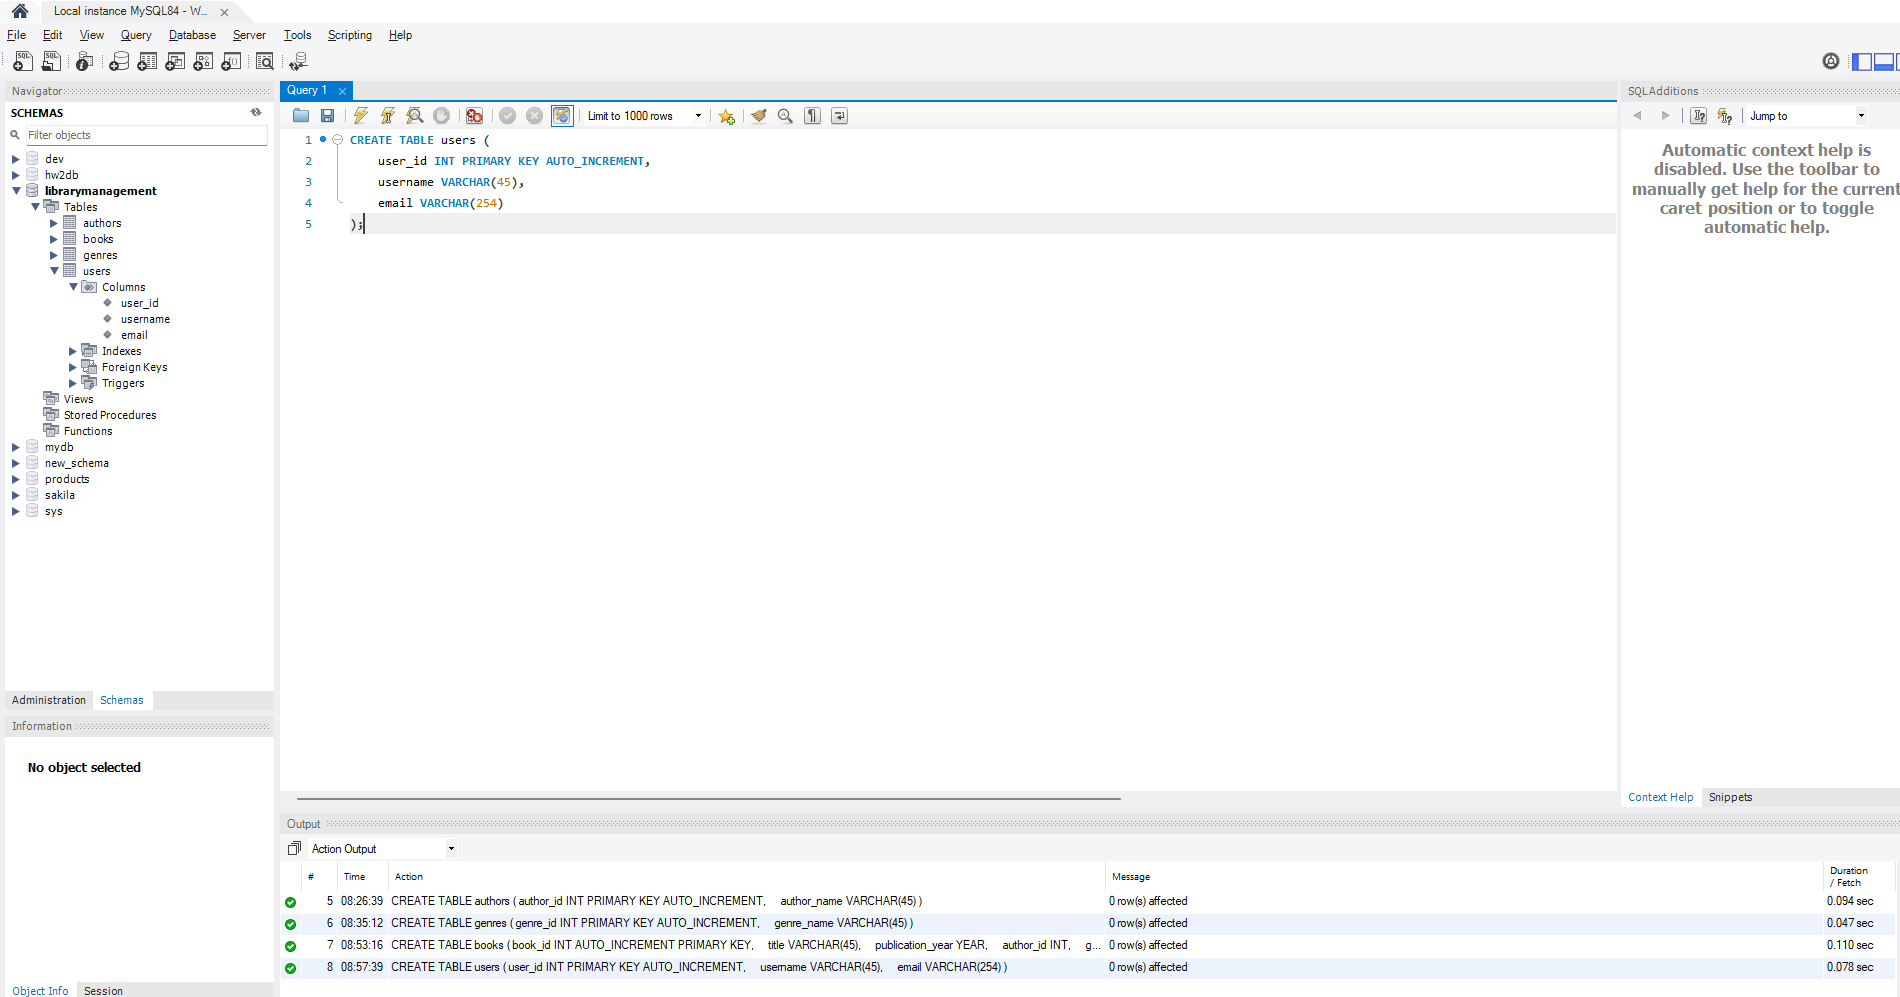 Local instance MySQL84 - W...
File Edit View Query Database Server Tools Scripting Help
Navigator
SCHEMAS
Filter objects
dev
hw2db
librarymanagement
Tables
authors
books
genres
users
Columns
user_id
username
email
Indexes
Foreign Keys
Triggers
Views
Stored Procedures
Functions
mydb
new_schema
products
sakila
sys
Administration Schemas
Information
No object selected
Object Info Session
Query 1
Limit to 1000 rows
1 CREATE TABLE users (
2 user_id INT PRIMARY KEY AUTO_INCREMENT,
3 username VARCHAR(45),
4 email VARCHAR(254)
5 );
SQLAdditions
Jump to
Automatic context help is
disabled. Use the toolbar to
manually get help for the current
caret position or to toggle
automatic help.
Context Help Snippets
Output
Action Output
# Time Action Message Duration / Fetch
5 08:26:39 CREATE TABLE authors ( author_id INT PRIMARY KEY AUTO_INCREMENT, author_name VARCHAR(45) ) 0 row(s) affected 0.094 sec
6 08:35:12 CREATE TABLE genres ( genre_id INT PRIMARY KEY AUTO_INCREMENT, genre_name VARCHAR(45) ) 0 row(s) affected 0.047 sec
7 08:53:16 CREATE TABLE books ( book_id INT AUTO_INCREMENT PRIMARY KEY, title VARCHAR(45), publication_year YEAR, author_id INT, g... 0 row(s) affected 0.110 sec
8 08:57:39 CREATE TABLE users ( user_id INT PRIMARY KEY AUTO_INCREMENT, username VARCHAR(45), email VARCHAR(254) ) 0 row(s) affected 0.078 sec